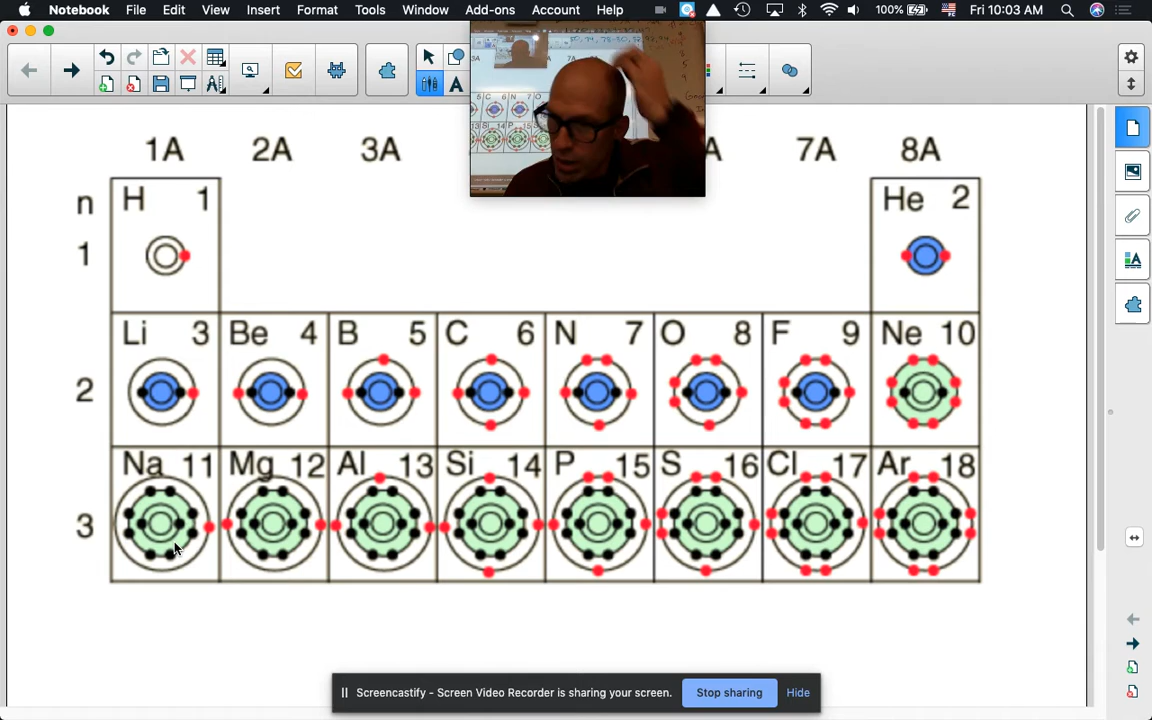 Notebook File Edit View Insert Format Tools Window Add-ons Account Help 100% Fri 10:03 AM
A
1A 2A 3A A 7A 8A
n H 1 He 2
1
Li 3 Be 4 B 5 C 6 N 7 O 8 F 9 Ne 10
2
Na 11 Mg 12 Al 13 Si 14 P 15 S 16 Cl 17 Ar 18
3
Screencastify - Screen Video Recorder is sharing your screen. Stop sharing Hide